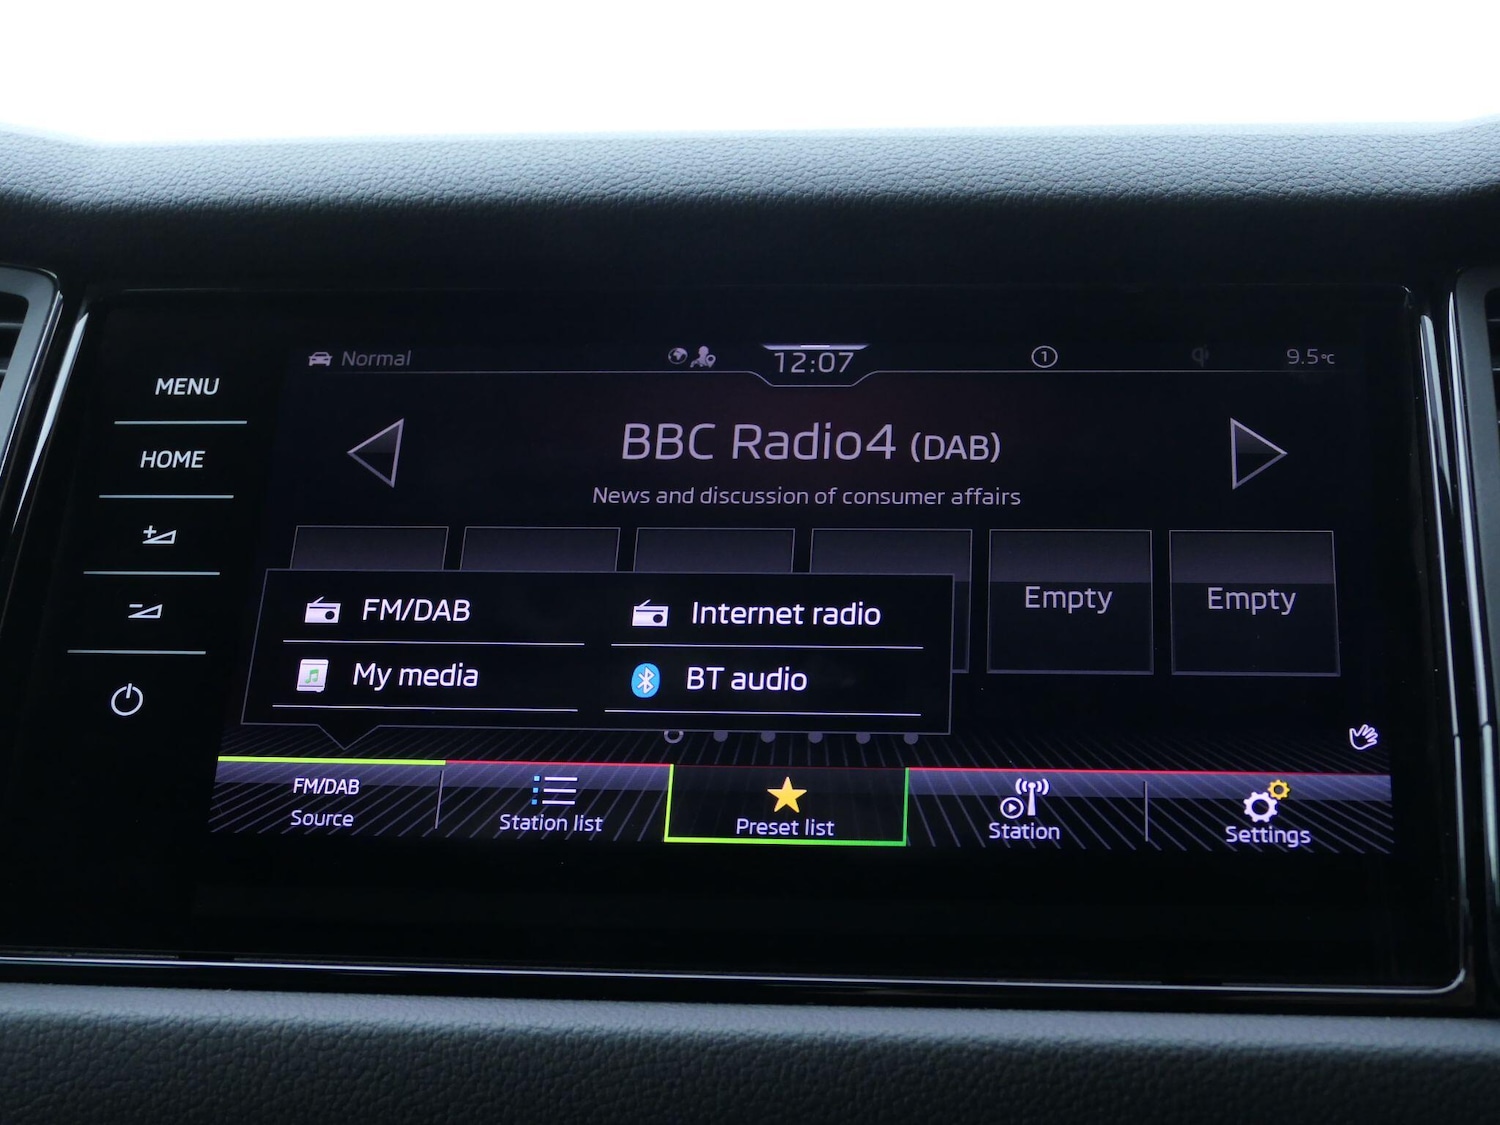 MENU
HOME
Normal
12:07
1
9.5°C
BBC Radio4 (DAB)
News and discussion of consumer affairs
Empty
Empty
FM/DAB
Internet radio
My media
BT audio
FM/DAB
Source
Station list
Preset list
Station
Settings